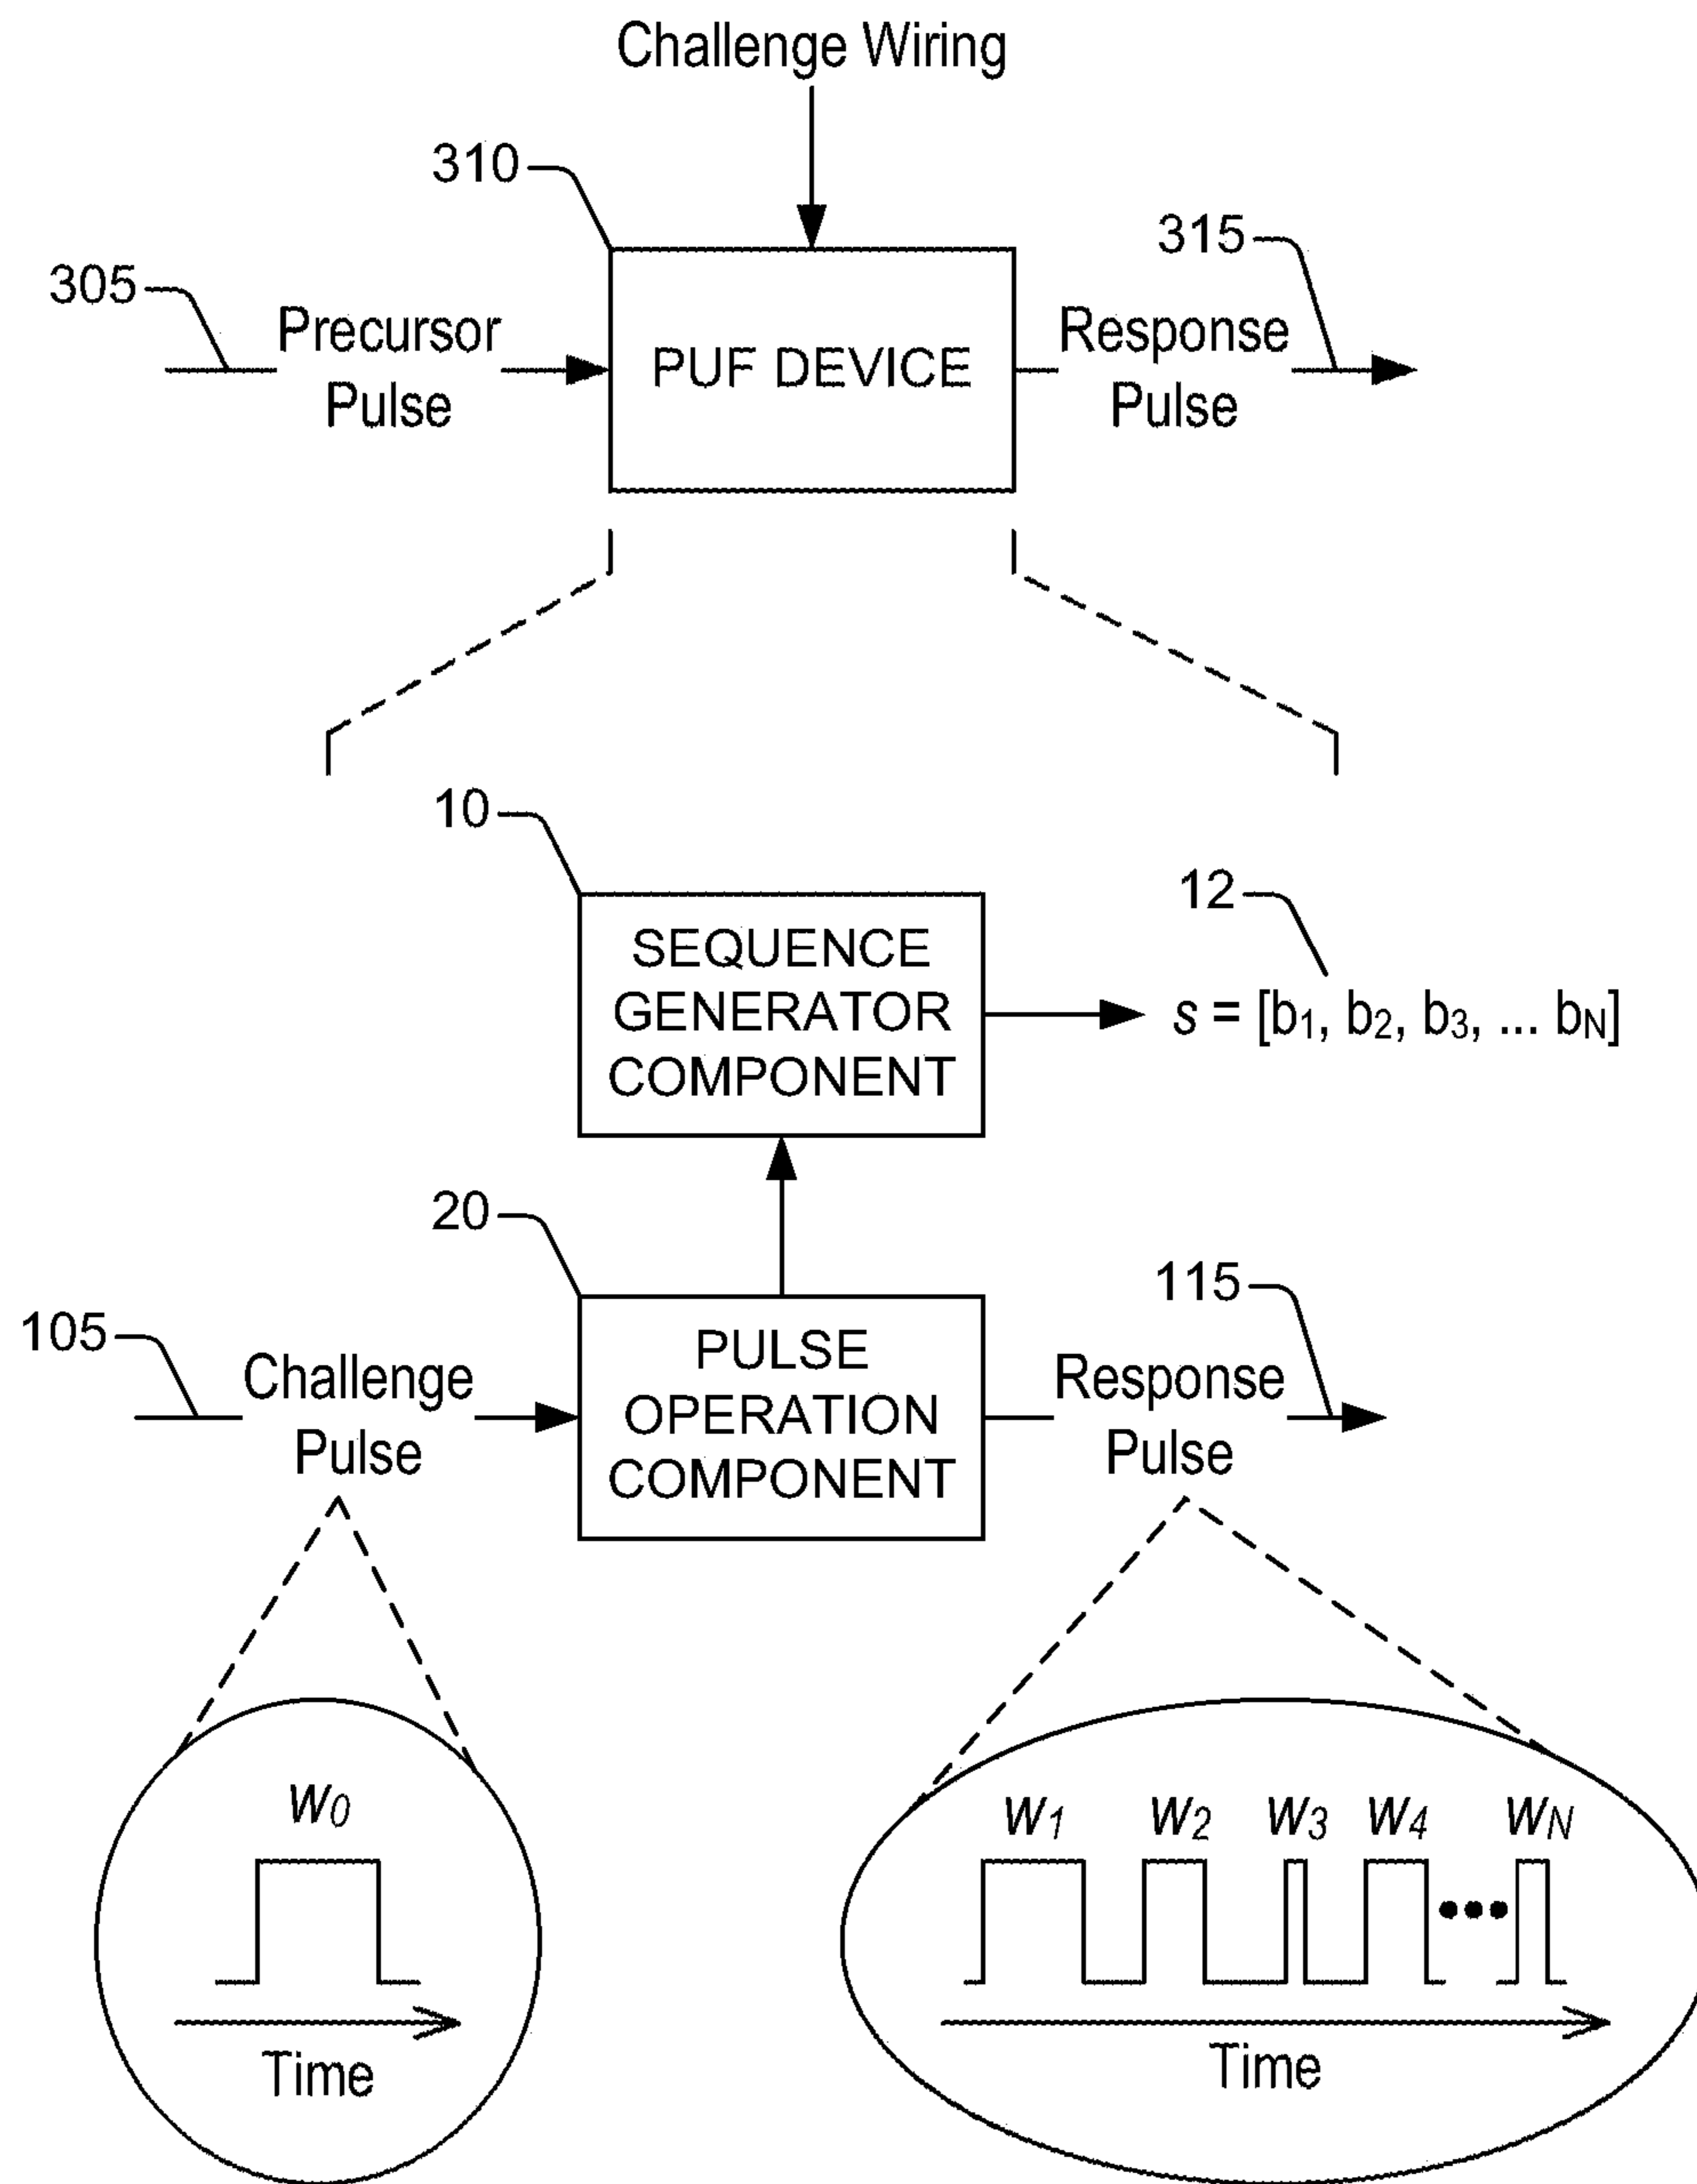 Challenge Wiring
310
315
305
Precursor
Pulse
PUF DEVICE
Response
Pulse
10
12
SEQUENCE
GENERATOR
COMPONENT
s = [b1, b2, b3, ... bN]
20
115
105
Challenge
Pulse
PULSE
OPERATION
COMPONENT
Response
Pulse
W0
Time
W1 W2 W3 W4 WN
Time